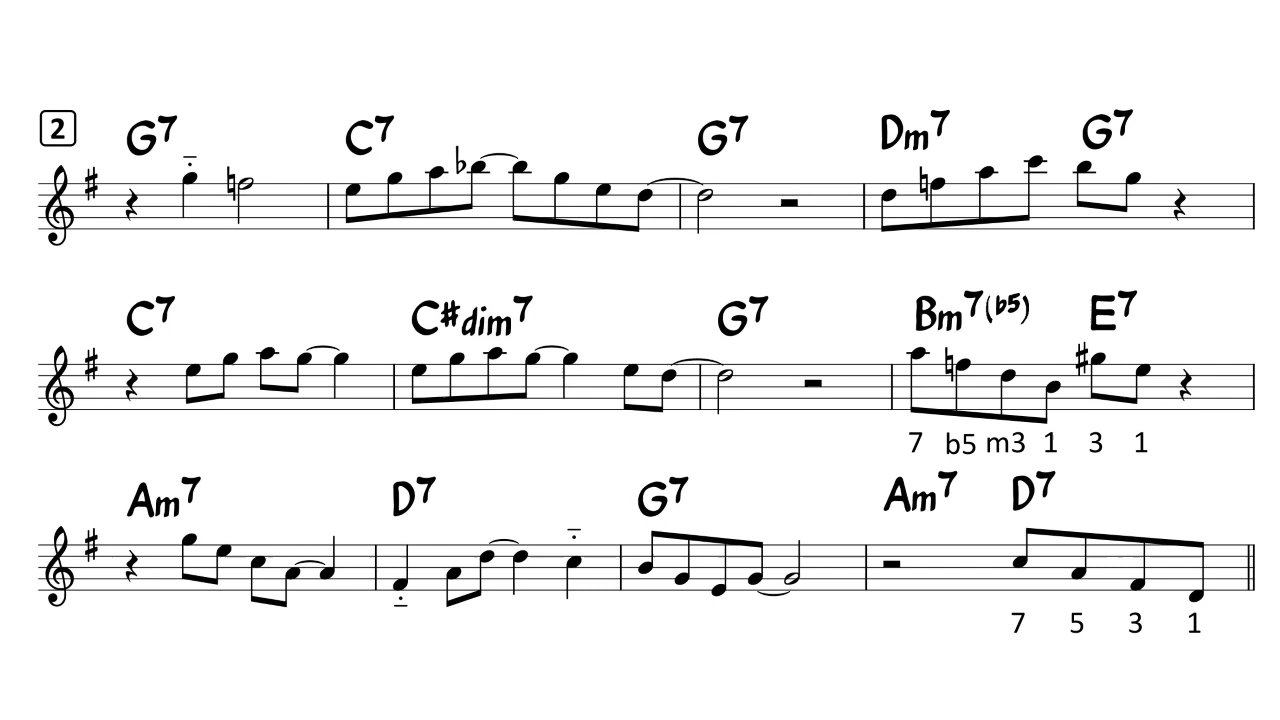 2
G7 C7 G7 Dm7 G7
C7 C#dim7 G7 Bm7(b5) E7
7 b5 m3 1 3 1
Am7 D7 G7 Am7 D7
7 5 3 1